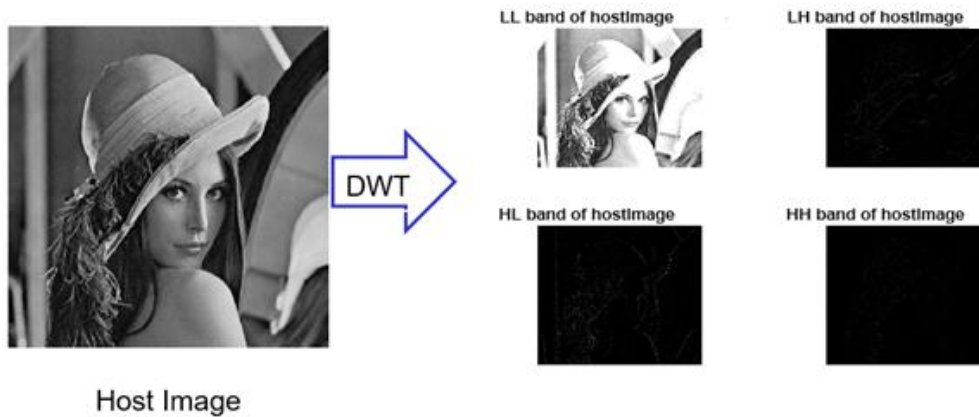 LL band of hostImage
LH band of hostImage
DWT
HL band of hostImage
HH band of hostImage
Host Image